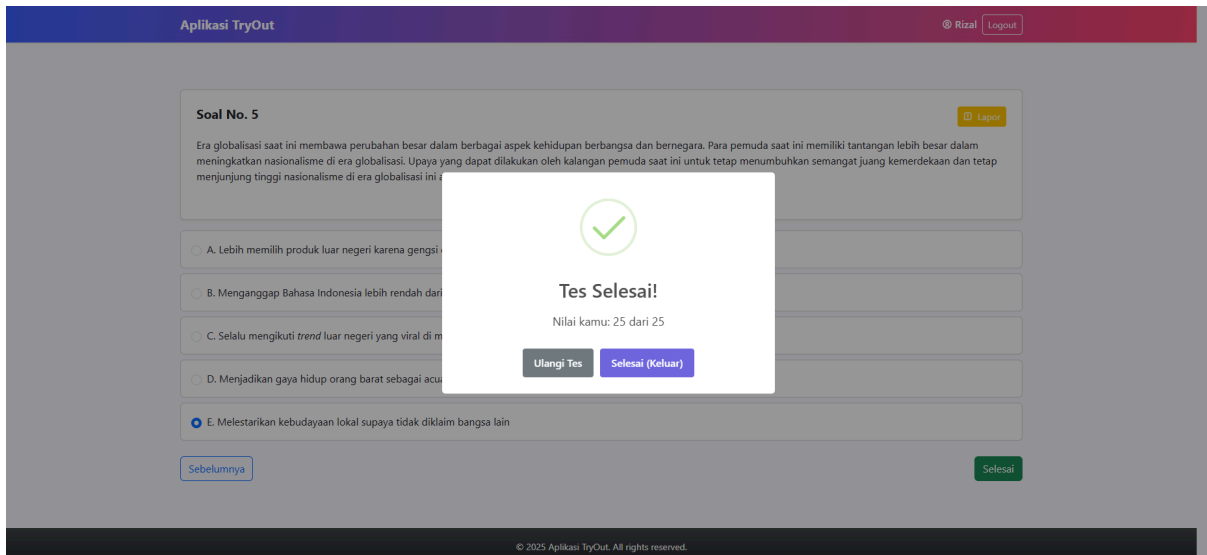 Aplikasi TryOut
Rizal
Logout
Soal No. 5
Lapor
Era globalisasi saat ini membawa perubahan besar dalam berbagai aspek kehidupan berbangsa dan bernegara. Para pemuda saat ini memiliki tantangan lebih besar dalam
meningkatkan nasionalisme di era globalisasi. Upaya yang dapat dilakukan oleh kalangan pemuda saat ini untuk tetap menumbuhkan semangat juang kemerdekaan dan tetap
menjunjung tinggi nasionalisme di era globalisasi ini
A. Lebih memilih produk luar negeri karena gengsi
B. Menganggap Bahasa Indonesia lebih rendah dari
C. Selalu mengikuti trend luar negeri yang viral di
D. Menjadikan gaya hidup orang barat sebagai
E. Melestarikan kebudayaan lokal supaya tidak diklaim bangsa lain
Tes Selesai!
Nilai kamu: 25 dari 25
Ulangi Tes
Selesai (Keluar)
Sebelumnya
Selesai
© 2025 Aplikasi TryOut. All rights reserved.